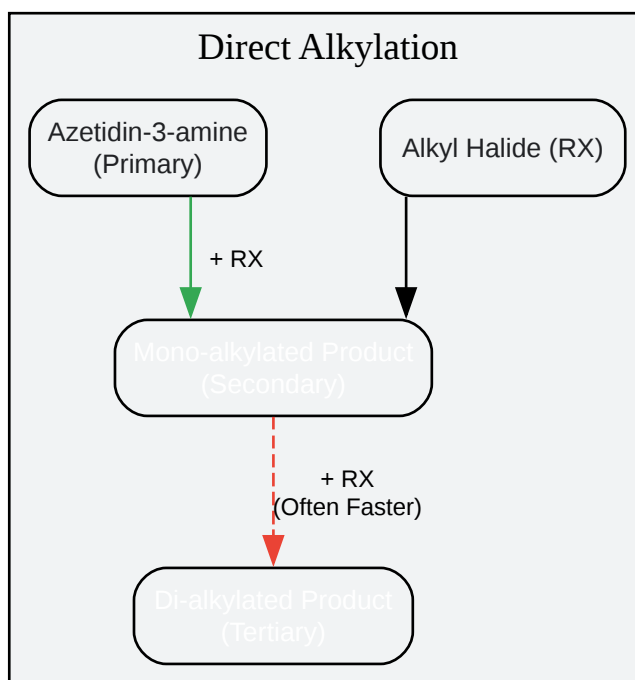 Direct Alkylation
Azetidin-3-amine
(Primary)
Alkyl Halide (RX)
+ RX
Mono-alkylated Product
(Secondary)
+ RX
(Often Faster)
Di-alkylated Product
(Tertiary)